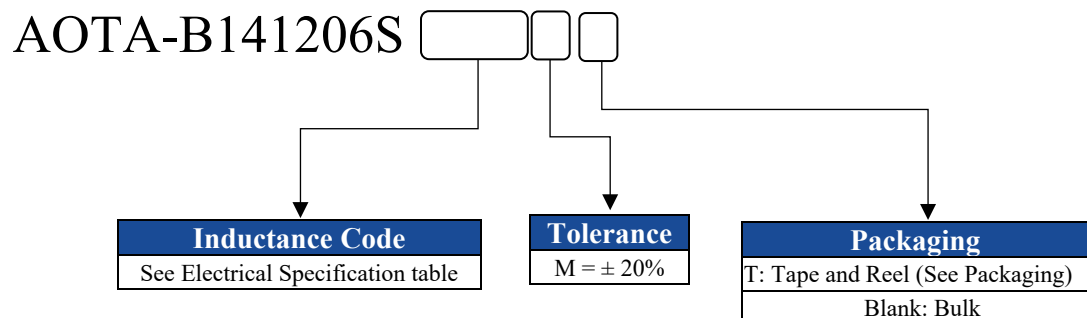 AOTA-B141206S
Inductance Code
See Electrical Specification table
Tolerance
M = ± 20%
Packaging
T: Tape and Reel (See Packaging)
Blank: Bulk